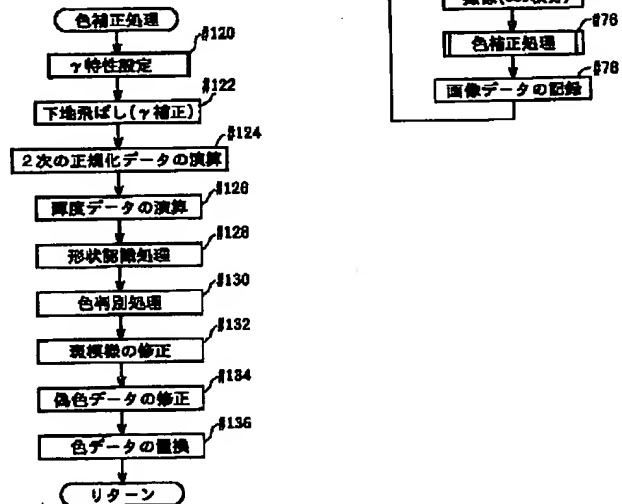 色補正処理
#120
γ特性設定
#122
下地飛ばし(γ補正)
#124
2次の正規化データの演算
#126
輝度データの演算
#128
形状認識処理
#130
色判別処理
#132
斑模様の修正
#134
偽色データの修正
#136
色データの置換
リターン
#76
色補正処理
#78
画像データの記録